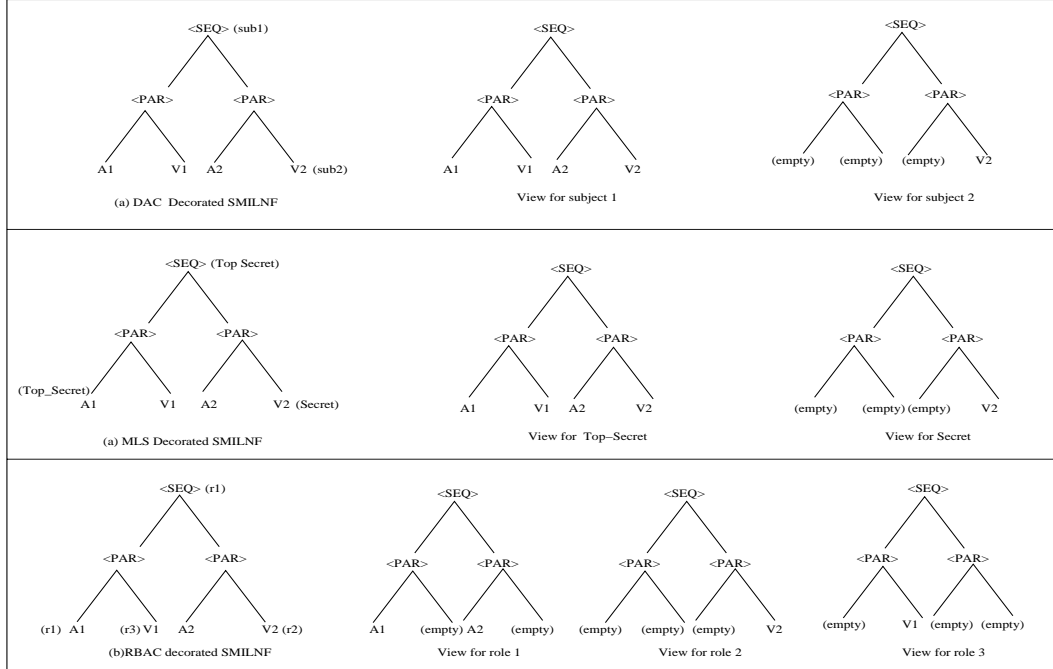 <SEQ> (sub1) <SEQ> <SEQ>
<PAR> <PAR> <PAR> <PAR> <PAR> <PAR>
A1 V1 A2 V2 (sub2) A1 V1 A2 V2 (empty) (empty) (empty) V2
(a) DAC Decorated SMILNF View for subject 1 View for subject 2
<SEQ> (Top Secret) <SEQ> <SEQ>
<PAR> <PAR> <PAR> <PAR> <PAR> <PAR>
(Top_Secret)
A1 V1 A2 V2 (Secret) A1 V1 A2 V2 (empty) (empty) (empty) V2
(a) MLS Decorated SMILNF View for Top–Secret View for Secret
<SEQ> (r1) <SEQ> <SEQ> <SEQ>
<PAR> <PAR> <PAR> <PAR> <PAR> <PAR> <PAR> <PAR>
(r1) A1 (r3) V1 A2 V2 (r2) A1 (empty) A2 (empty) (empty) (empty) (empty) V2 (empty) V1 (empty) (empty)
(b)RBAC decorated SMILNF View for role 1 View for role 2 View for role 3